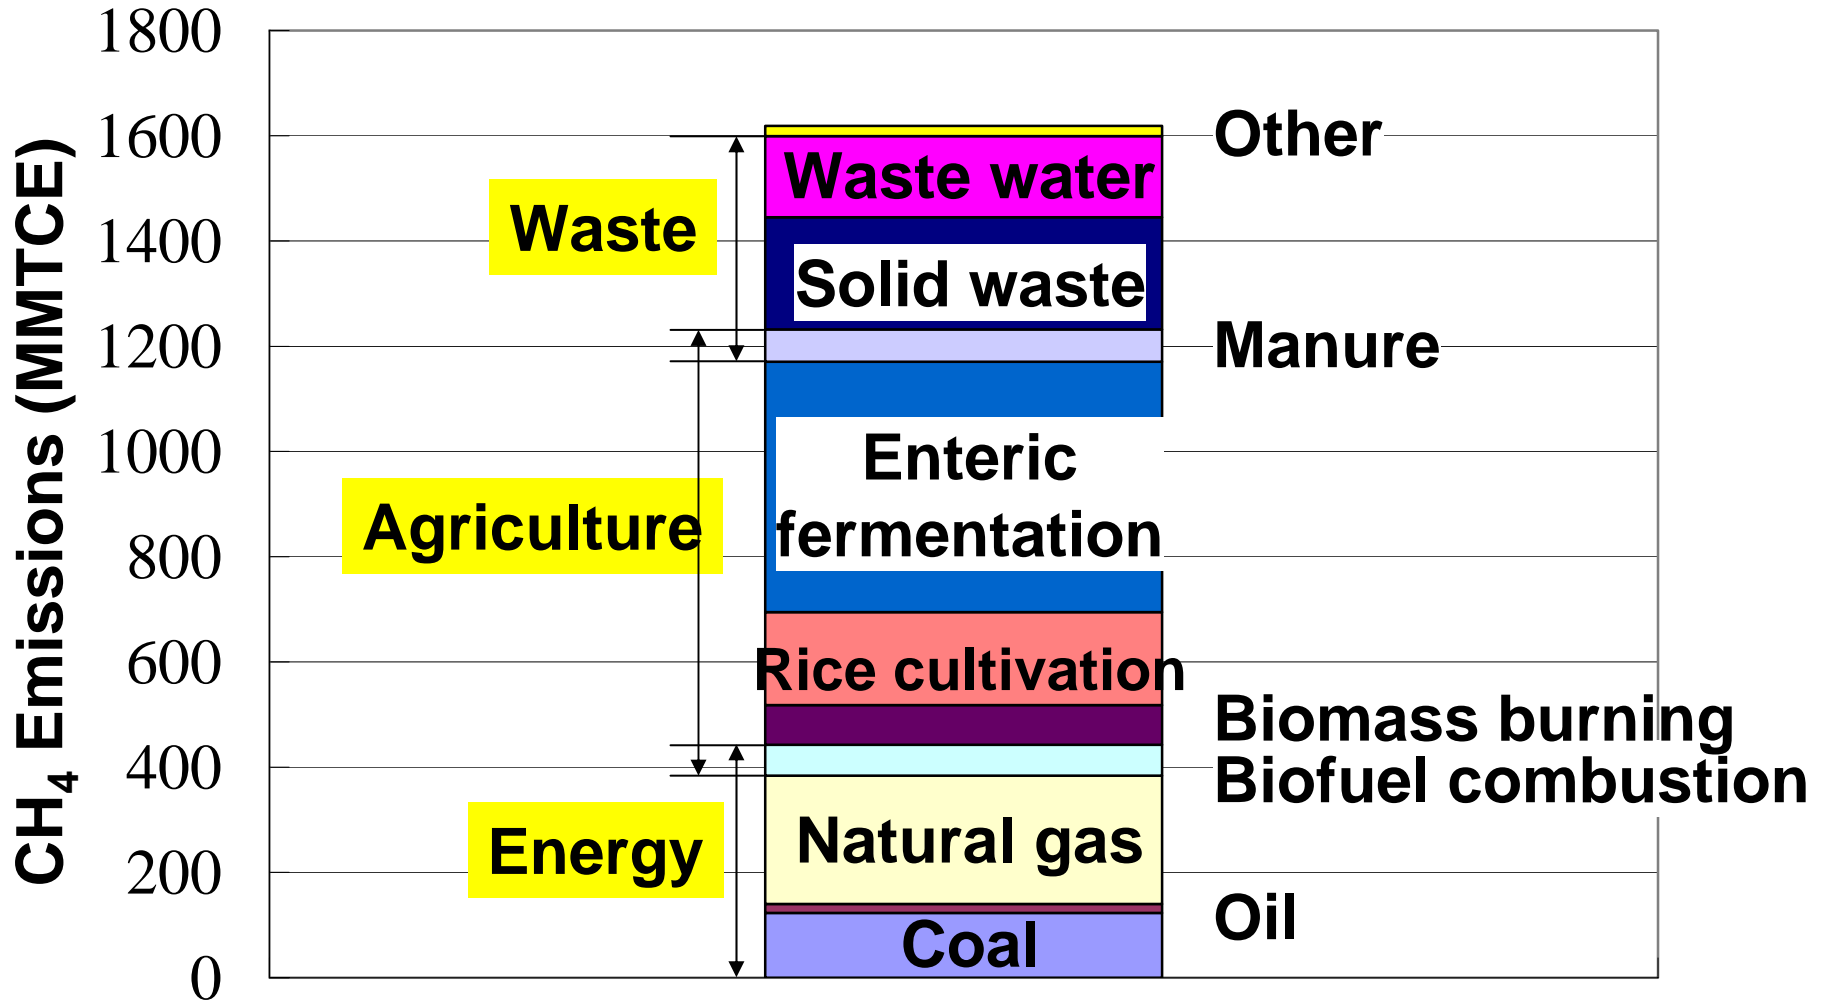 CH4 Emissions (MMTCE)
1800
1600
1400
1200
1000
800
600
400
200
0
Waste
Agriculture
Energy
Waste water
Solid waste
Enteric
fermentation
Rice cultivation
Natural gas
Coal
Other
Manure
Biomass burning
Biofuel combustion
Oil